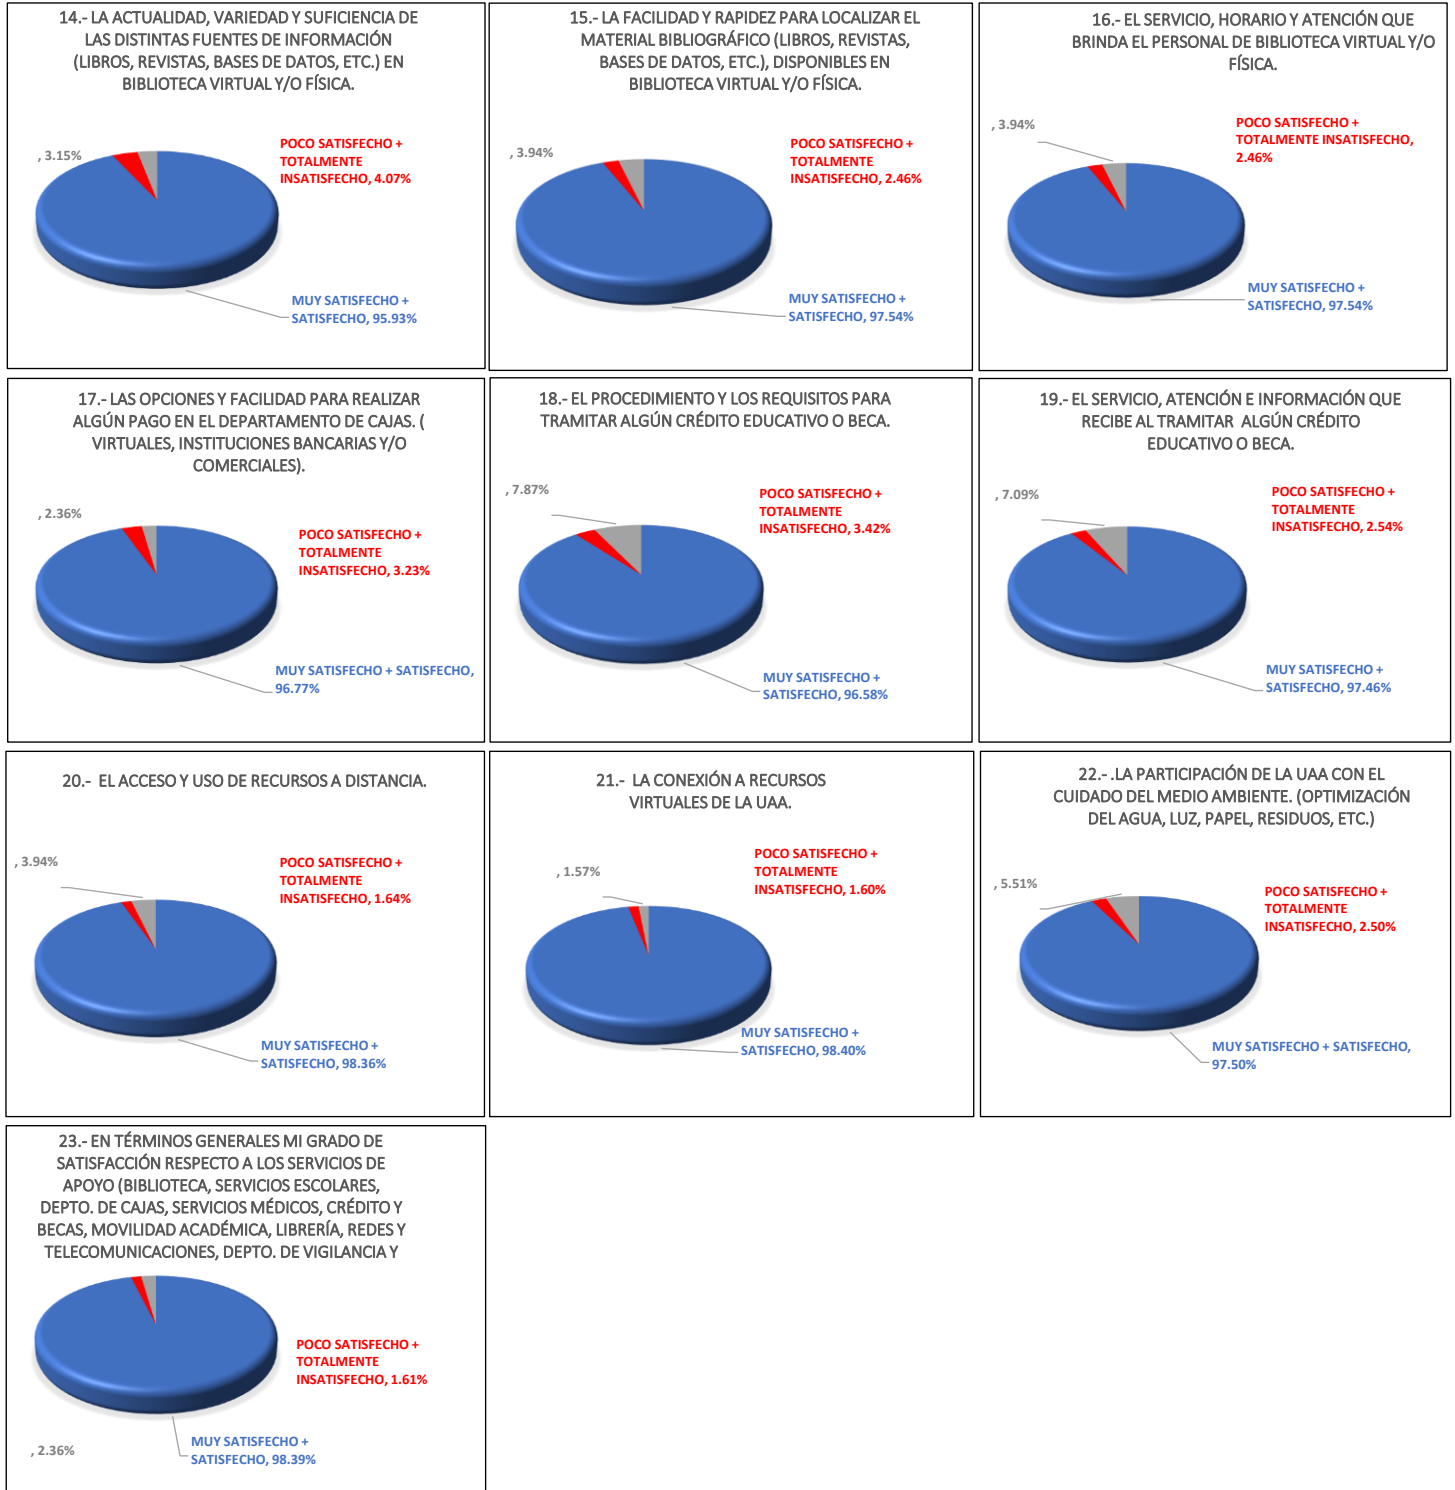 14.- LA ACTUALIDAD, VARIEDAD Y SUFICIENCIA DE
LAS DISTINTAS FUENTES DE INFORMACIÓN
(LIBROS, REVISTAS, BASES DE DATOS, ETC.) EN
BIBLIOTECA VIRTUAL Y/O FÍSICA.
, 3.15%
POCO SATISFECHO +
TOTALMENTE
INSATISFECHO, 4.07%
MUY SATISFECHO +
SATISFECHO, 95.93%
15.- LA FACILIDAD Y RAPIDEZ PARA LOCALIZAR EL
MATERIAL BIBLIOGRÁFICO (LIBROS, REVISTAS,
BASES DE DATOS, ETC.), DISPONIBLES EN
BIBLIOTECA VIRTUAL Y/O FÍSICA.
, 3.94%
POCO SATISFECHO +
TOTALMENTE
INSATISFECHO, 2.46%
MUY SATISFECHO +
SATISFECHO, 97.54%
16.- EL SERVICIO, HORARIO Y ATENCIÓN QUE
BRINDA EL PERSONAL DE BIBLIOTECA VIRTUAL Y/O
FÍSICA.
, 3.94%
POCO SATISFECHO +
TOTALMENTE INSATISFECHO,
2.46%
MUY SATISFECHO +
SATISFECHO, 97.54%
17.- LAS OPCIONES Y FACILIDAD PARA REALIZAR
ALGÚN PAGO EN EL DEPARTAMENTO DE CAJAS. (
VIRTUALES, INSTITUCIONES BANCARIAS Y/O
COMERCIALES).
, 2.36%
POCO SATISFECHO +
TOTALMENTE
INSATISFECHO, 3.23%
MUY SATISFECHO + SATISFECHO,
96.77%
18.- EL PROCEDIMIENTO Y LOS REQUISITOS PARA
TRAMITAR ALGÚN CRÉDITO EDUCATIVO O BECA.
, 7.87%
POCO SATISFECHO +
TOTALMENTE
INSATISFECHO, 3.42%
MUY SATISFECHO +
SATISFECHO, 96.58%
19.- EL SERVICIO, ATENCIÓN E INFORMACIÓN QUE
RECIBE AL TRAMITAR ALGÚN CRÉDITO
EDUCATIVO O BECA.
, 7.09%
POCO SATISFECHO +
TOTALMENTE
INSATISFECHO, 2.54%
MUY SATISFECHO +
SATISFECHO, 97.46%
20.- EL ACCESO Y USO DE RECURSOS A DISTANCIA.
, 3.94%
POCO SATISFECHO +
TOTALMENTE
INSATISFECHO, 1.64%
MUY SATISFECHO +
SATISFECHO, 98.36%
21.- LA CONEXIÓN A RECURSOS
VIRTUALES DE LA UAA.
, 1.57%
POCO SATISFECHO +
TOTALMENTE
INSATISFECHO, 1.60%
MUY SATISFECHO +
SATISFECHO, 98.40%
22.- .LA PARTICIPACIÓN DE LA UAA CON EL
CUIDADO DEL MEDIO AMBIENTE. (OPTIMIZACIÓN
DEL AGUA, LUZ, PAPEL, RESIDUOS, ETC.)
, 5.51%
POCO SATISFECHO +
TOTALMENTE
INSATISFECHO, 2.50%
MUY SATISFECHO + SATISFECHO,
97.50%
23.- EN TÉRMINOS GENERALES MI GRADO DE
SATISFACCIÓN RESPECTO A LOS SERVICIOS DE
APOYO (BIBLIOTECA, SERVICIOS ESCOLARES,
DEPTO. DE CAJAS, SERVICIOS MÉDICOS, CRÉDITO Y
BECAS, MOVILIDAD ACADÉMICA, LIBRERÍA, REDES Y
TELECOMUNICACIONES, DEPTO. DE VIGILANCIA Y
POCO SATISFECHO +
TOTALMENTE
INSATISFECHO, 1.61%
MUY SATISFECHO +
SATISFECHO, 98.39%
, 2.36%